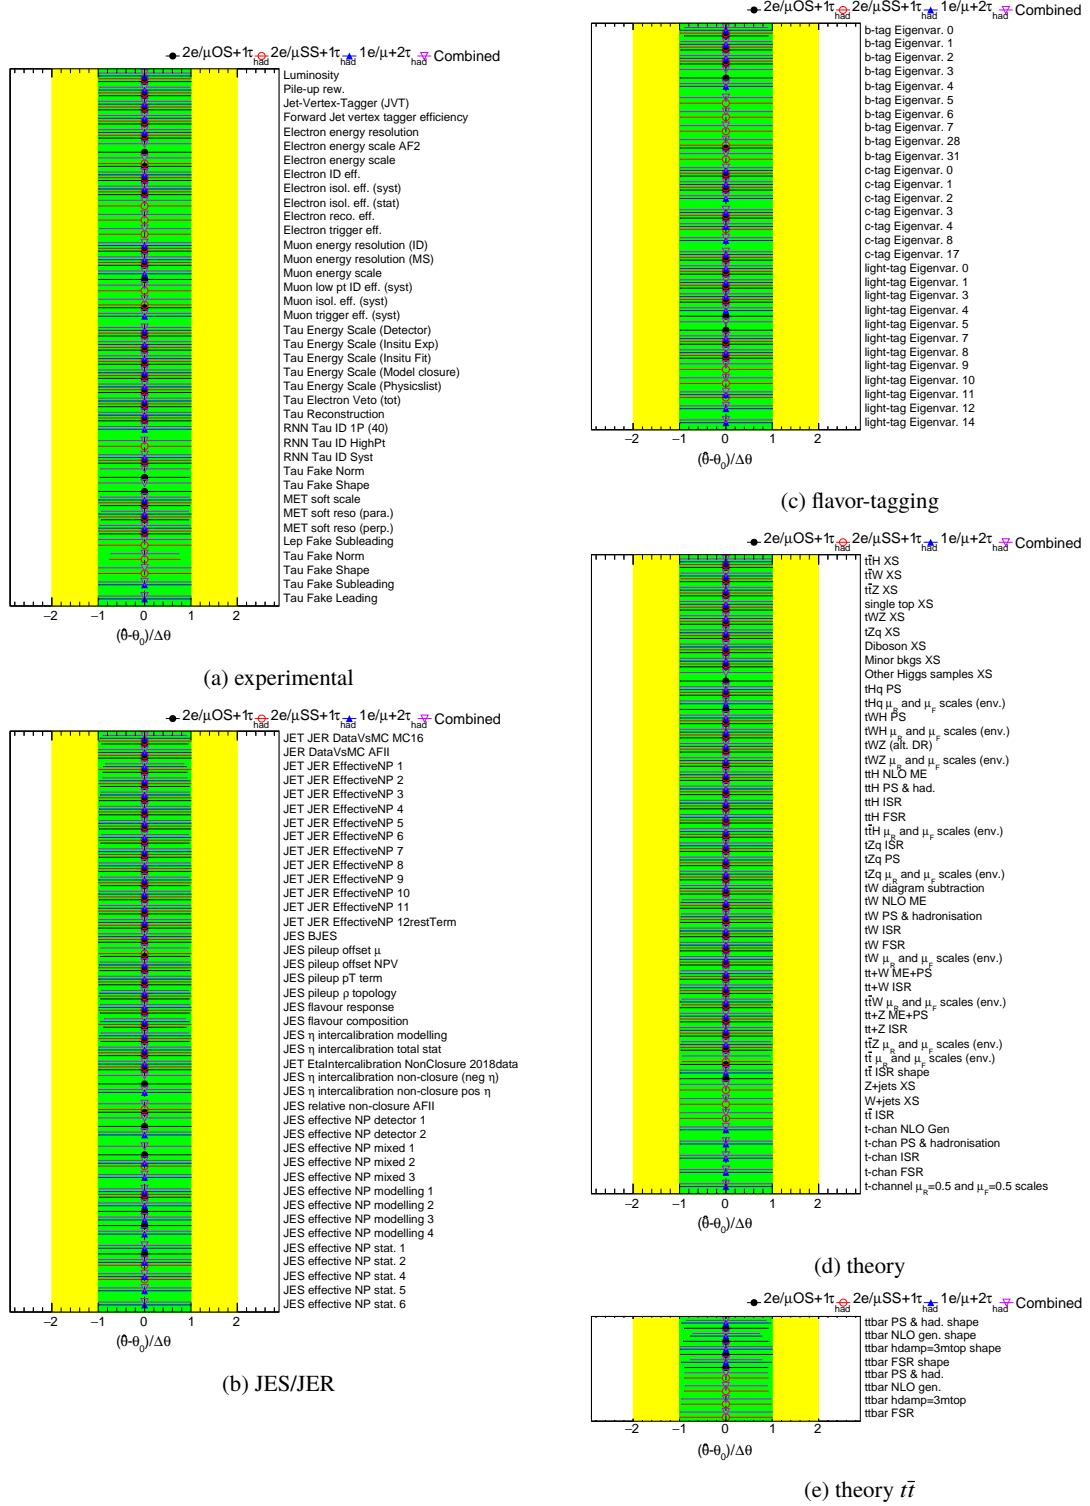 2e/μOS+1τhad 2e/μSS+1τhad 1e/μ+2τhad Combined
Luminosity
Pile-up rew.
Jet-Vertex-Tagger (JVT)
Forward Jet vertex tagger efficiency
Electron energy resolution
Electron energy scale AF2
Electron energy scale
Electron ID eff.
Electron isol. eff. (syst)
Electron isol. eff. (stat)
Electron reco. eff.
Electron trigger eff.
Muon energy resolution (ID)
Muon energy resolution (MS)
Muon energy scale
Muon low pt ID eff. (syst)
Muon isol. eff. (syst)
Muon trigger eff. (syst)
Tau Energy Scale (Detector)
Tau Energy Scale (Insitu Exp)
Tau Energy Scale (Insitu Fit)
Tau Energy Scale (Model closure)
Tau Energy Scale (Physicslist)
Tau Electron Veto (tot)
Tau Reconstruction
RNN Tau ID 1P (40)
RNN Tau ID HighPt
RNN Tau ID Syst
Tau Fake Norm
Tau Fake Shape
MET soft scale
MET soft reso (para.)
MET soft reso (perp.)
Lep Fake Subleading
Tau Fake Norm
Tau Fake Shape
Tau Fake Subleading
Tau Fake Leading
−2 −1 0 1 2
(θ̂-θ0)/Δθ
(a) experimental
2e/μOS+1τhad 2e/μSS+1τhad 1e/μ+2τhad Combined
JET JER DataVsMC MC16
JER DataVsMC AFII
JET JER EffectiveNP 1
JET JER EffectiveNP 2
JET JER EffectiveNP 3
JET JER EffectiveNP 4
JET JER EffectiveNP 5
JET JER EffectiveNP 6
JET JER EffectiveNP 7
JET JER EffectiveNP 8
JET JER EffectiveNP 9
JET JER EffectiveNP 10
JET JER EffectiveNP 11
JET JER EffectiveNP 12restTerm
JES BJES
JES pileup offset μ
JES pileup offset NPV
JES pileup pT term
JES pileup ρ topology
JES flavour response
JES flavour composition
JES η intercalibration modelling
JES η intercalibration total stat
JET EtaIntercalibration NonClosure 2018data
JES η intercalibration non-closure (neg η)
JES η intercalibration non-closure pos η
JES relative non-closure AFII
JES effective NP detector 1
JES effective NP detector 2
JES effective NP mixed 1
JES effective NP mixed 2
JES effective NP mixed 3
JES effective NP modelling 1
JES effective NP modelling 2
JES effective NP modelling 3
JES effective NP modelling 4
JES effective NP stat. 1
JES effective NP stat. 2
JES effective NP stat. 4
JES effective NP stat. 5
JES effective NP stat. 6
−2 −1 0 1 2
(θ̂-θ0)/Δθ
(b) JES/JER
2e/μOS+1τhad 2e/μSS+1τhad 1e/μ+2τhad Combined
b-tag Eigenvar. 0
b-tag Eigenvar. 1
b-tag Eigenvar. 2
b-tag Eigenvar. 3
b-tag Eigenvar. 4
b-tag Eigenvar. 5
b-tag Eigenvar. 6
b-tag Eigenvar. 7
b-tag Eigenvar. 28
b-tag Eigenvar. 31
c-tag Eigenvar. 0
c-tag Eigenvar. 1
c-tag Eigenvar. 2
c-tag Eigenvar. 3
c-tag Eigenvar. 4
c-tag Eigenvar. 8
c-tag Eigenvar. 17
light-tag Eigenvar. 0
light-tag Eigenvar. 1
light-tag Eigenvar. 3
light-tag Eigenvar. 4
light-tag Eigenvar. 5
light-tag Eigenvar. 7
light-tag Eigenvar. 8
light-tag Eigenvar. 9
light-tag Eigenvar. 10
light-tag Eigenvar. 11
light-tag Eigenvar. 12
light-tag Eigenvar. 14
−2 −1 0 1 2
(θ̂-θ0)/Δθ
(c) flavor-tagging
2e/μOS+1τhad 2e/μSS+1τhad 1e/μ+2τhad Combined
tt̄H XS
tt̄W XS
tt̄Z XS
single top XS
tWZ XS
tZq XS
Diboson XS
Minor bkgs XS
Other Higgs samples XS
tHq PS
tHq μR and μF scales (env.)
tWH PS
tWH μR and μF scales (env.)
tWZ (alt. DR)
tWZ μR and μF scales (env.)
ttH NLO ME
ttH PS & had.
ttH ISR
ttH FSR
tt̄H μR and μF scales (env.)
tZq ISR
tZq PS
tZq μR and μF scales (env.)
tW diagram subtraction
tW NLO ME
tW PS & hadronisation
tW ISR
tW FSR
tW μR and μF scales (env.)
tt+W ME+PS
tt+W ISR
tt̄W μR and μF scales (env.)
tt+Z ME+PS
tt+Z ISR
tt̄Z μR and μF scales (env.)
tt̄ μR and μF scales (env.)
tt̄ ISR shape
Z+jets XS
W+jets XS
tt̄ ISR
t-chan NLO Gen
t-chan PS & hadronisation
t-chan ISR
t-chan FSR
t-channel μR=0.5 and μF=0.5 scales
−2 −1 0 1 2
(θ̂-θ0)/Δθ
(d) theory
2e/μOS+1τhad 2e/μSS+1τhad 1e/μ+2τhad Combined
ttbar PS & had. shape
ttbar NLO gen. shape
ttbar hdamp=3mtop shape
ttbar FSR shape
ttbar PS & had.
ttbar NLO gen.
ttbar hdamp=3mtop
ttbar FSR
−2 −1 0 1 2
(θ̂-θ0)/Δθ
(e) theory tt̄